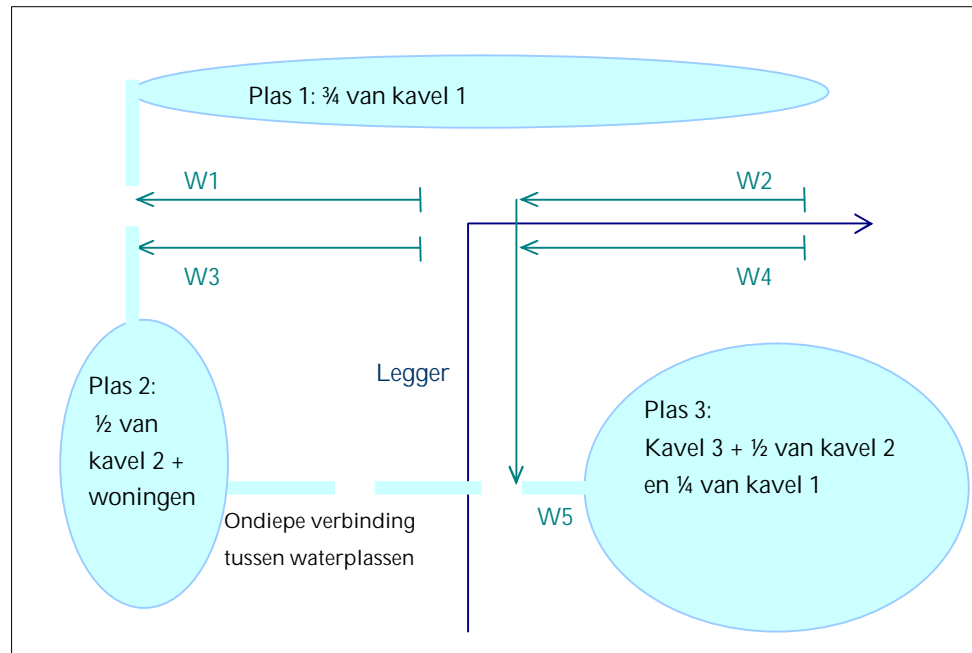 Plas 1: ¾ van kavel 1
W1
W2
W3
W4
Legger
Plas 2:
½ van
kavel 2 +
woningen
Plas 3:
Kavel 3 + ½ van kavel 2
en ¼ van kavel 1
W5
Ondiepe verbinding
tussen waterplassen